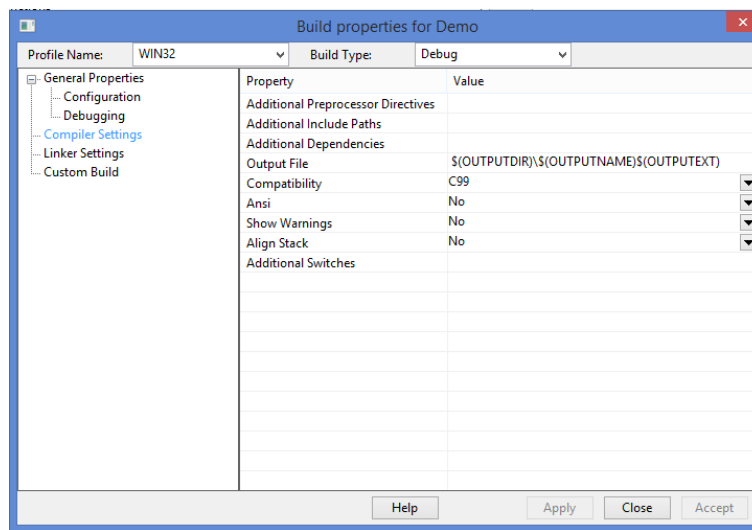 Build properties for Demo
Profile Name: WIN32 Build Type: Debug
General Properties
Configuration
Debugging
Compiler Settings
Linker Settings
Custom Build
Property Value
Additional Preprocessor Directives
Additional Include Paths
Additional Dependencies
Output File $(OUTPUTDIR)\$(OUTPUTNAME)$(OUTPUTEXT)
Compatibility C99
Ansi No
Show Warnings No
Align Stack No
Additional Switches
Help Apply Close Accept